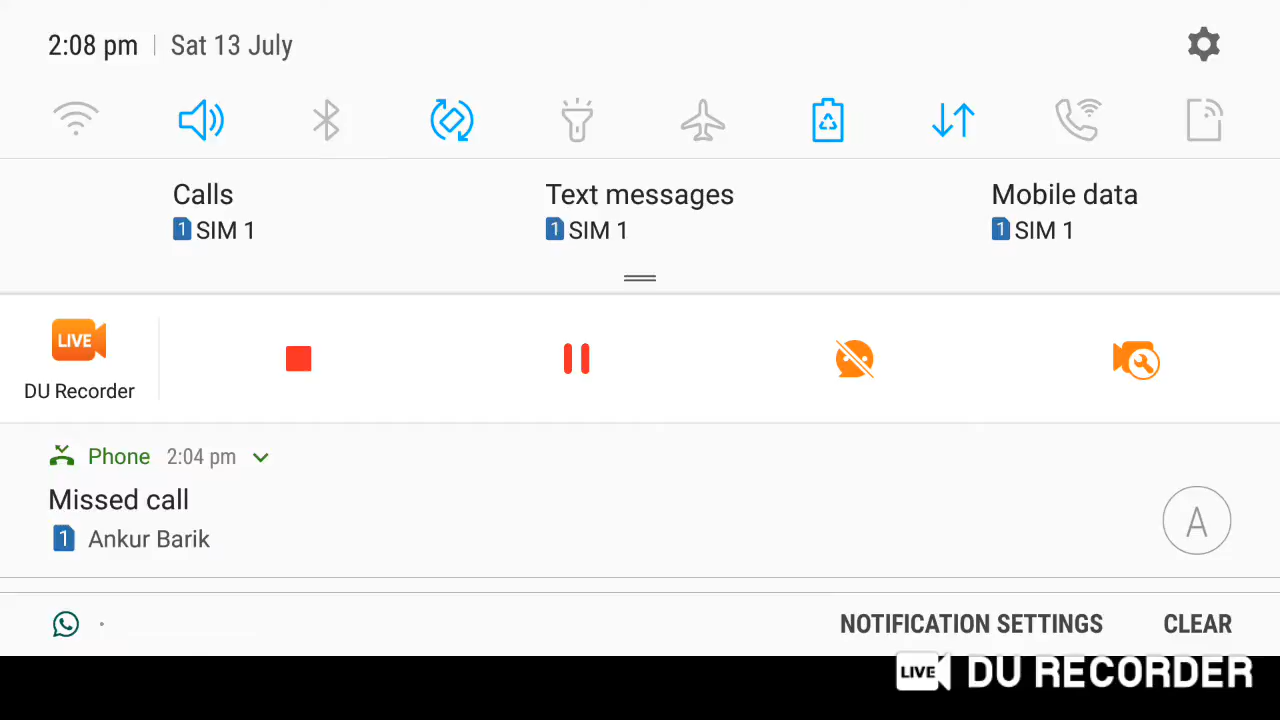 2:08 pm Sat 13 July
Calls Text messages Mobile data
1 SIM 1 1 SIM 1 1 SIM 1
LIVE
DU Recorder
Phone 2:04 pm
Missed call
1 Ankur Barik
A
NOTIFICATION SETTINGS CLEAR
LIVE DU RECORDER